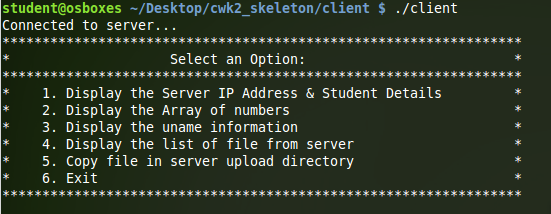 student@osboxes ~/Desktop/cwk2_skeleton/client $ ./client
Connected to server...
**************************************************************
* Select an Option: *
**************************************************************
* 1. Display the Server IP Address & Student Details *
* 2. Display the Array of numbers *
* 3. Display the uname information *
* 4. Display the list of file from server *
* 5. Copy file in server upload directory *
* 6. Exit *
**************************************************************